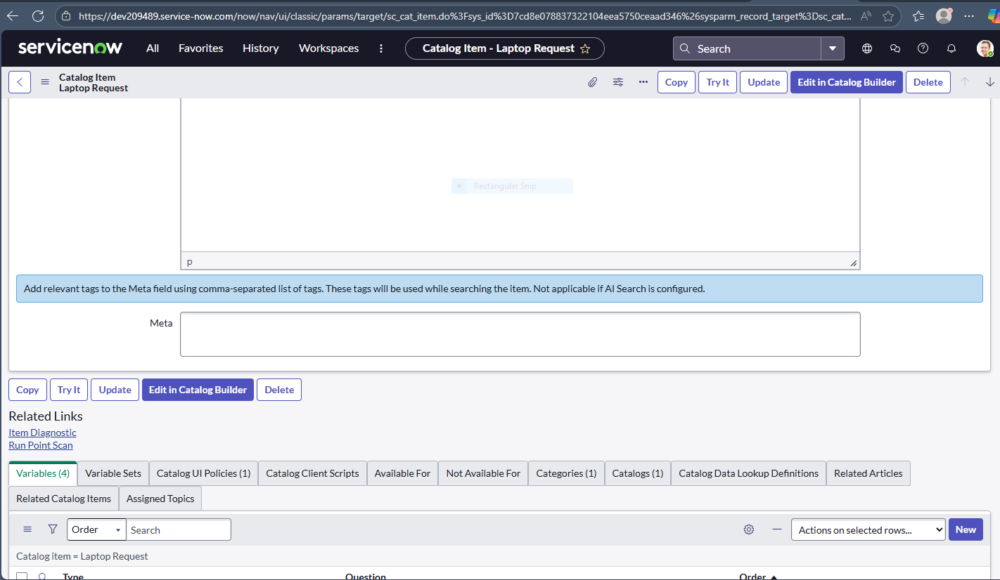 https://dev209489.service-now.com/now/nav/ui/classic/params/target/sc_cat_item.do%3Fsys_id%3D7cd8e078837322104eea5750ceaad346%26sysparm_record_target%3Dsc_cat...
servicenow All Favorites History Workspaces Catalog Item - Laptop Request Search
Catalog Item
Laptop Request
Copy Try It Update Edit in Catalog Builder Delete
Rectangular Snip
p
Add relevant tags to the Meta field using comma-separated list of tags. These tags will be used while searching the item. Not applicable if AI Search is configured.
Meta
Copy Try It Update Edit in Catalog Builder Delete
Related Links
Item Diagnostic
Run Point Scan
Variables (4) Variable Sets Catalog UI Policies (1) Catalog Client Scripts Available For Not Available For Categories (1) Catalogs (1) Catalog Data Lookup Definitions Related Articles
Related Catalog Items Assigned Topics
Order Search Actions on selected rows... New
Catalog item = Laptop Request
Type Question Order